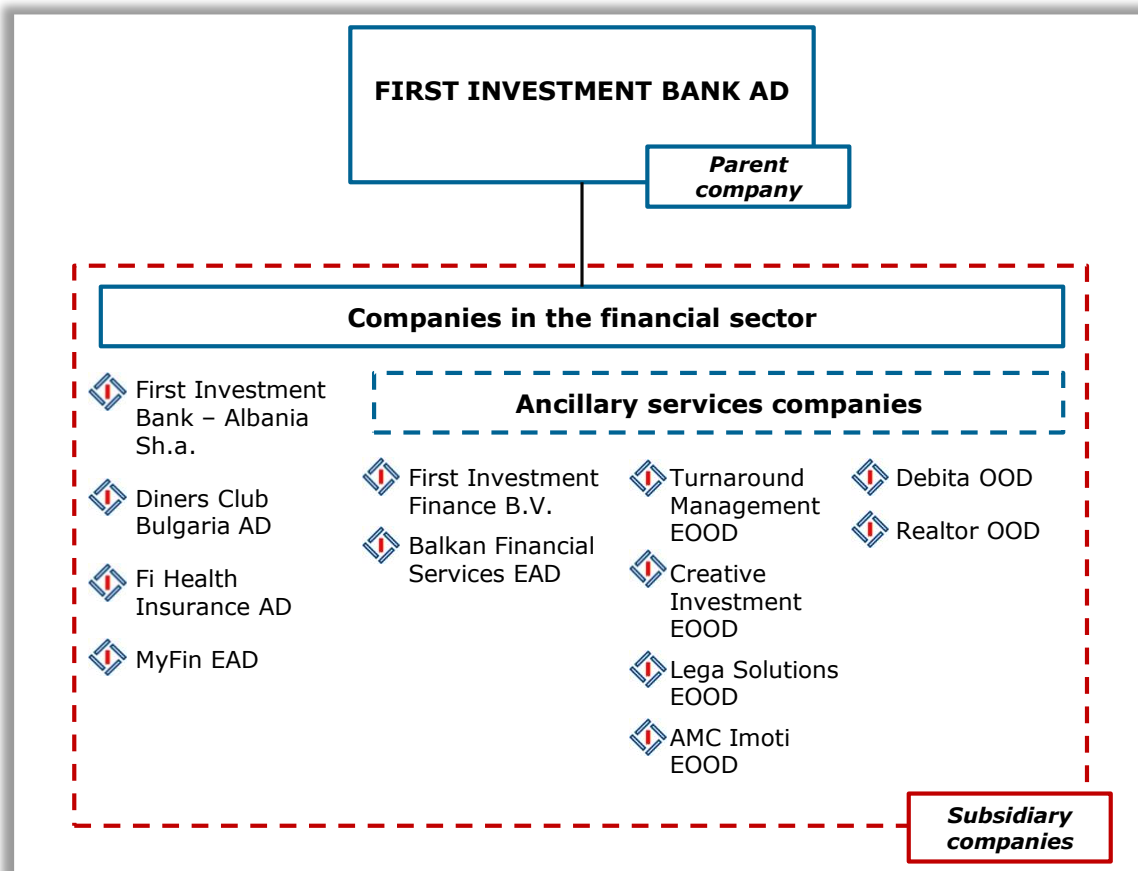 FIRST INVESTMENT BANK AD
Parent
company
Companies in the financial sector
First Investment
Bank – Albania
Sh.a.
Diners Club
Bulgaria AD
Fi Health
Insurance AD
MyFin EAD
Ancillary services companies
First Investment
Finance B.V.
Balkan Financial
Services EAD
Turnaround
Management
EOOD
Creative
Investment
EOOD
Lega Solutions
EOOD
AMC Imoti
EOOD
Debita OOD
Realtor OOD
Subsidiary
companies